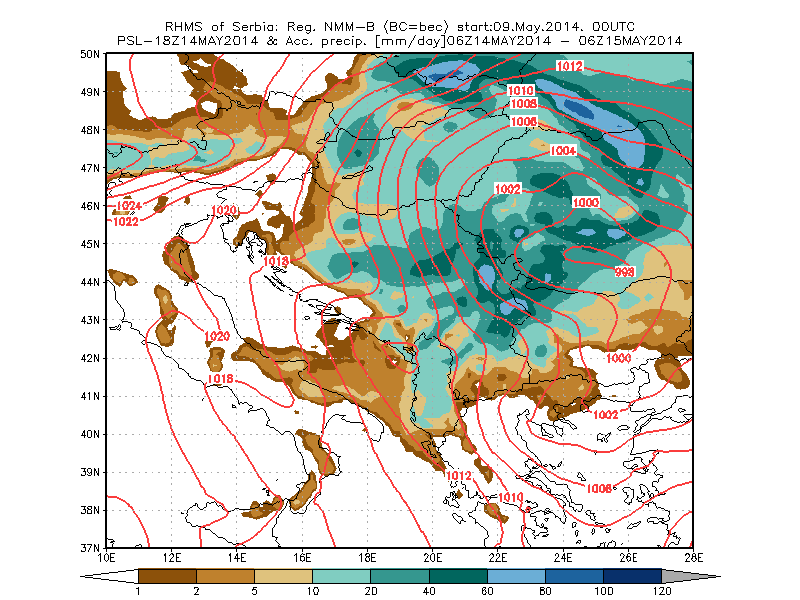 RHMS of Serbia: Reg. NMM-B (BC=bec) start:09.May.2014. 00UTC
PSL-18Z14MAY2014 & Acc. precip. [mm/day]06Z14MAY2014 - 06Z15MAY2014
50N
1012
49N
1010
1008
48N
1006
1004
47N
1002
46N
1024
1020
1000
1022
45N
1018
998
44N
43N
1020
42N
1000
1018
41N
1002
40N
39N
1012
1006
1010
38N
37N
10E 12E 14E 16E 18E 20E 22E 24E 26E 28E
1 2 5 10 20 40 60 80 100 120